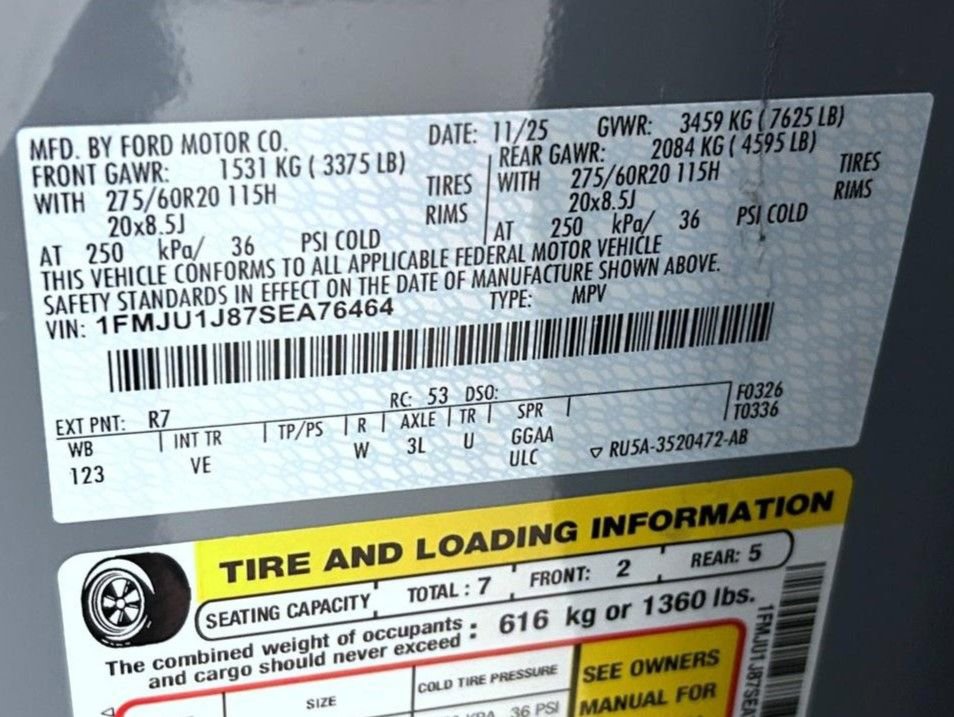 MFD. BY FORD MOTOR CO. DATE: 11/25 GVWR: 3459 KG ( 7625 LB)
FRONT GAWR: 1531 KG ( 3375 LB) REAR GAWR: 2084 KG ( 4595 LB)
WITH 275/60R20 115H TIRES WITH 275/60R20 115H TIRES
20x8.5J RIMS 20x8.5J RIMS
AT 250 kPa/ 36 PSI COLD AT 250 kPa/ 36 PSI COLD
THIS VEHICLE CONFORMS TO ALL APPLICABLE FEDERAL MOTOR VEHICLE
SAFETY STANDARDS IN EFFECT ON THE DATE OF MANUFACTURE SHOWN ABOVE.
VIN: 1FMJU1J87SEA76464 TYPE: MPV
EXT PNT: R7 RC: 53 DSO: F0326
WB INT TR TP/PS R AXLE TR SPR T0336
123 VE W 3L U GGAA
ULC RU5A-3520472-AB
TIRE AND LOADING INFORMATION
SEATING CAPACITY TOTAL : 7 FRONT: 2 REAR: 5
The combined weight of occupants
and cargo should never exceed : 616 kg or 1360 lbs.
SIZE COLD TIRE PRESSURE SEE OWNERS
36 PSI MANUAL FOR
1FMJU1J87SEA